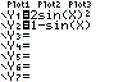 Plot1 Plot2 Plot3
\Y1=2sin(X)²
\Y2=1-sin(X)
\Y3=
\Y4=
\Y5=
\Y6=
\Y7=